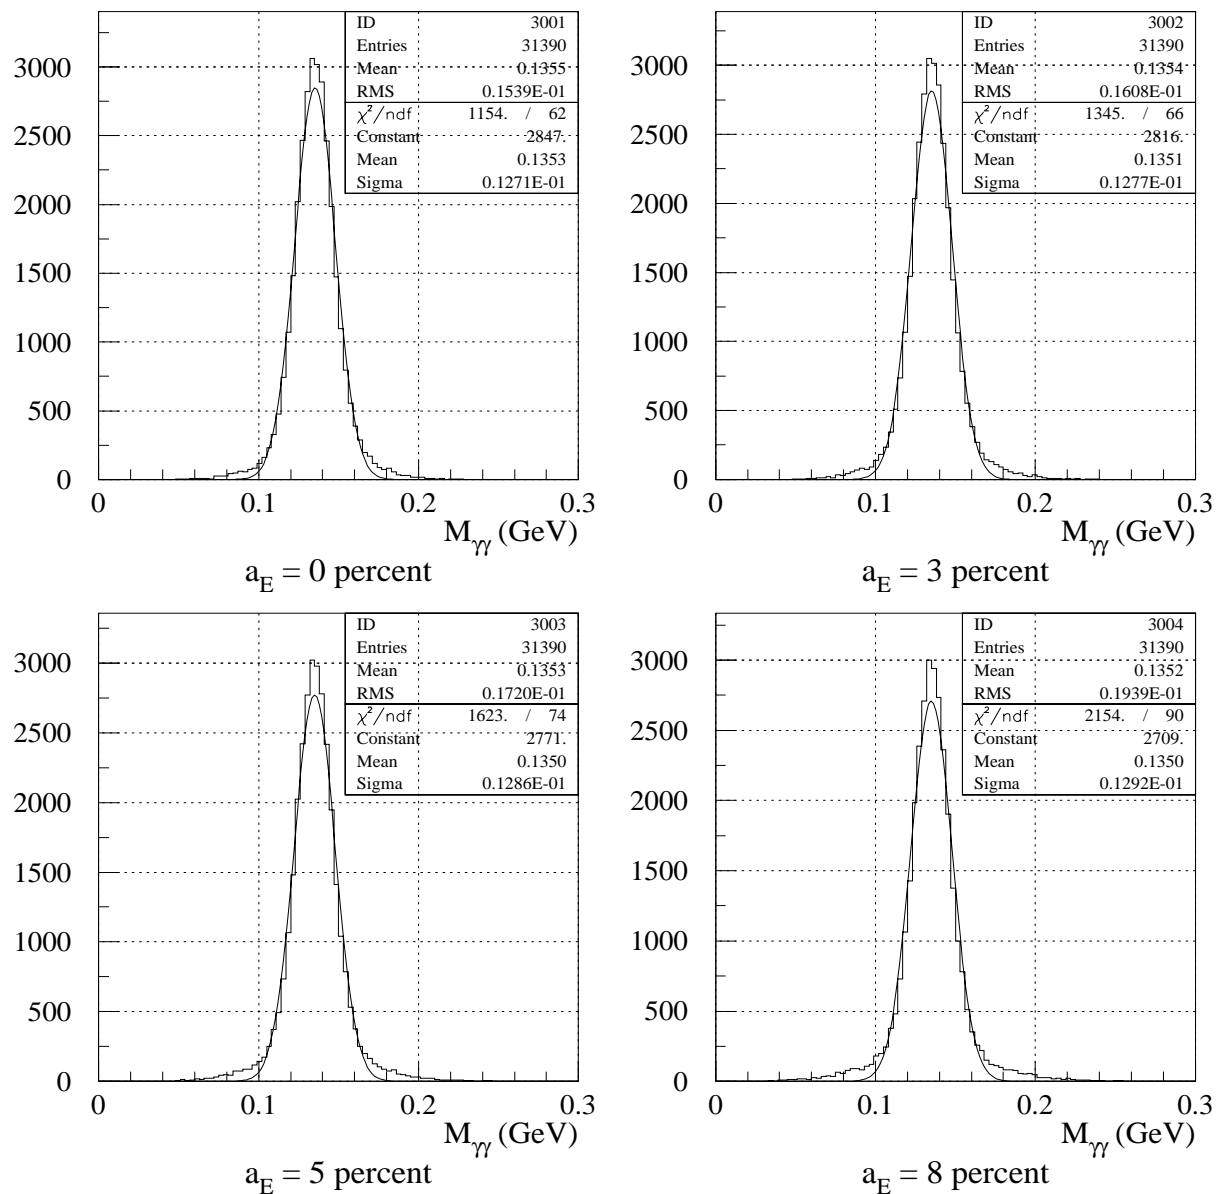 ID 3001
Entries 31390
Mean 0.1355
RMS 0.1539E-01
χ²/ndf 1154. / 62
Constant 2847.
Mean 0.1353
Sigma 0.1271E-01
3000
2500
2000
1500
1000
500
0
0 0.1 0.2 0.3
Mγγ (GeV)
a_E = 0 percent
ID 3002
Entries 31390
Mean 0.1354
RMS 0.1608E-01
χ²/ndf 1345. / 66
Constant 2816.
Mean 0.1351
Sigma 0.1277E-01
3000
2500
2000
1500
1000
500
0
0 0.1 0.2 0.3
Mγγ (GeV)
a_E = 3 percent
ID 3003
Entries 31390
Mean 0.1353
RMS 0.1720E-01
χ²/ndf 1623. / 74
Constant 2771.
Mean 0.1350
Sigma 0.1286E-01
3000
2500
2000
1500
1000
500
0
0 0.1 0.2 0.3
Mγγ (GeV)
a_E = 5 percent
ID 3004
Entries 31390
Mean 0.1352
RMS 0.1939E-01
χ²/ndf 2154. / 90
Constant 2709.
Mean 0.1350
Sigma 0.1292E-01
3000
2500
2000
1500
1000
500
0
0 0.1 0.2 0.3
Mγγ (GeV)
a_E = 8 percent